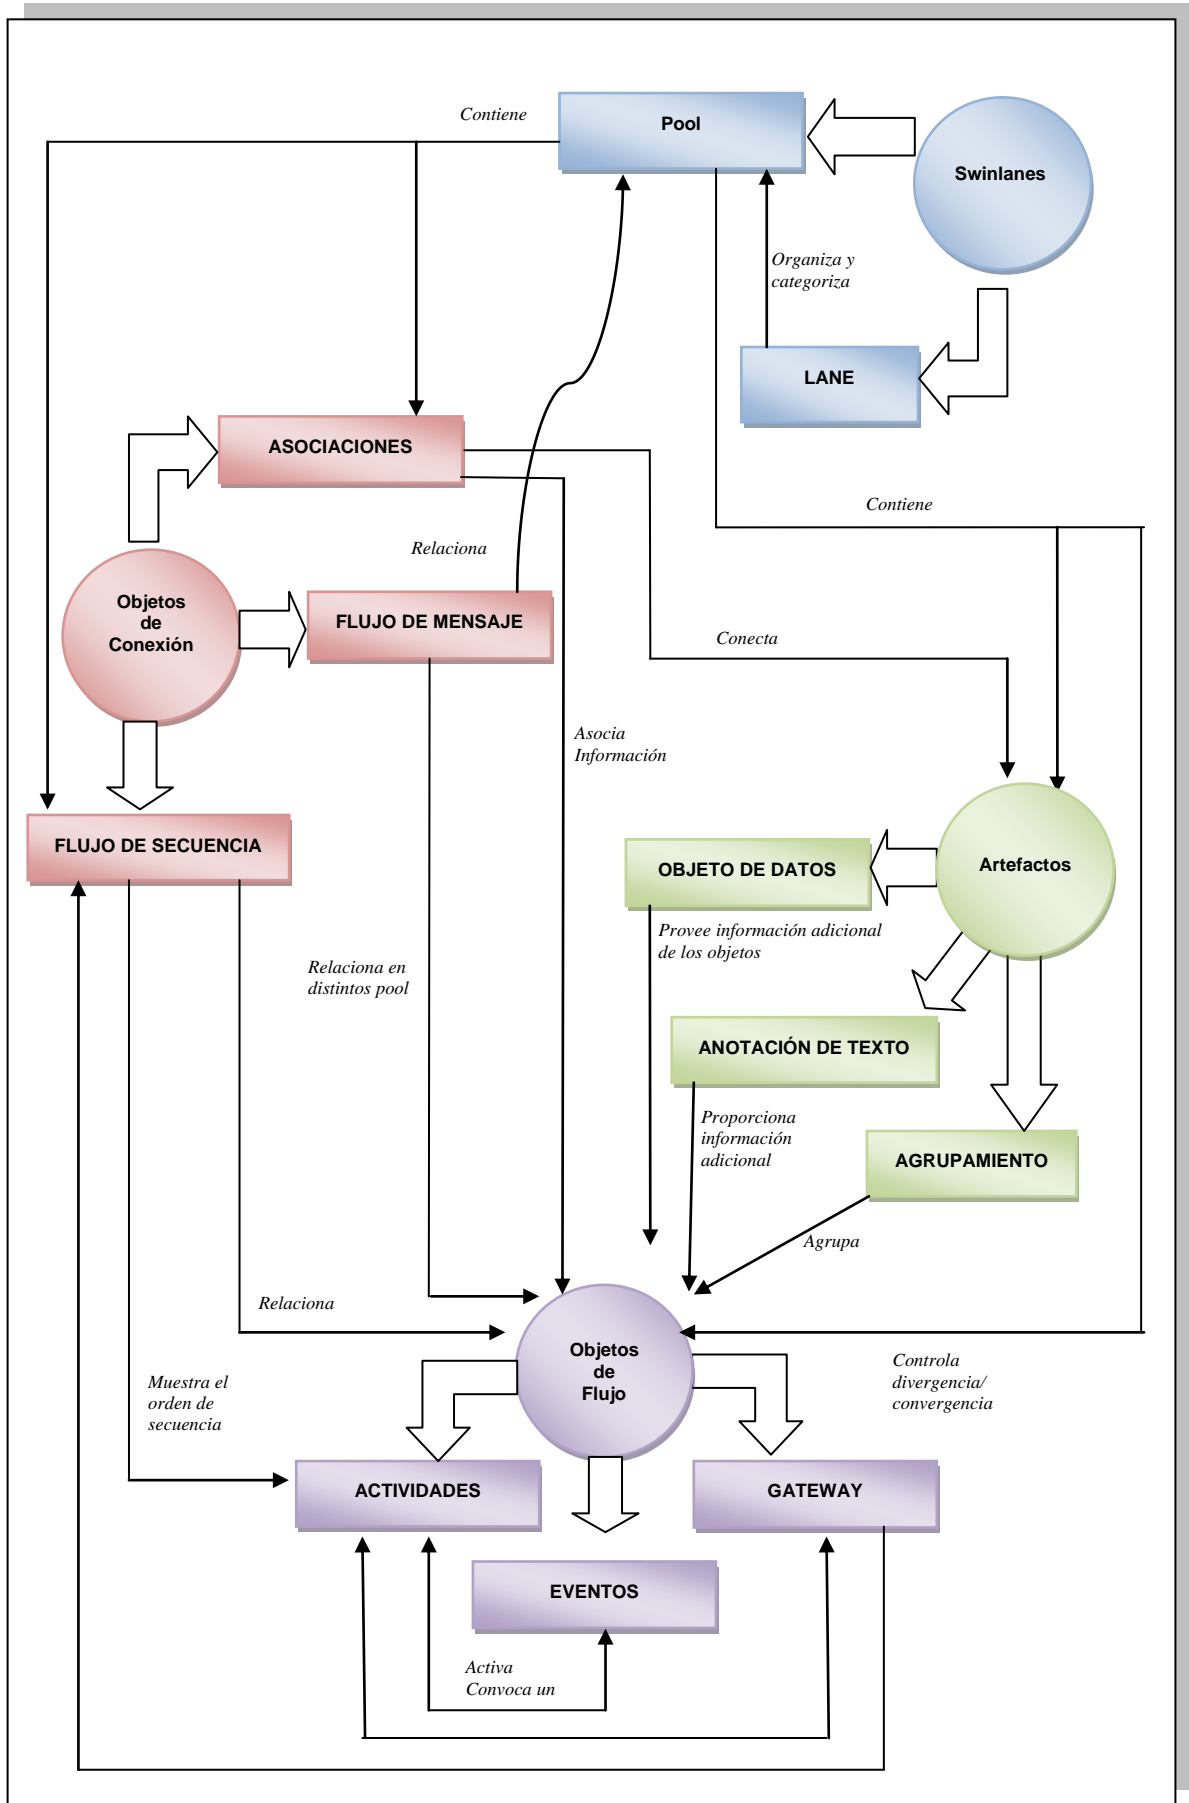 Contiene
Pool
Swinlanes
Organiza y
categoriza
LANE
ASOCIACIONES
Contiene
Relaciona
Objetos
de
Conexión
FLUJO DE MENSAJE
Conecta
Asocia
Información
FLUJO DE SECUENCIA
OBJETO DE DATOS
Artefactos
Provee información adicional
de los objetos
Relaciona en
distintos pool
ANOTACIÓN DE TEXTO
Proporciona
información
adicional
AGRUPAMIENTO
Agrupa
Relaciona
Objetos
de
Flujo
Controla
divergencia/
convergencia
Muestra el
orden de
secuencia
ACTIVIDADES
GATEWAY
EVENTOS
Activa
Convoca un